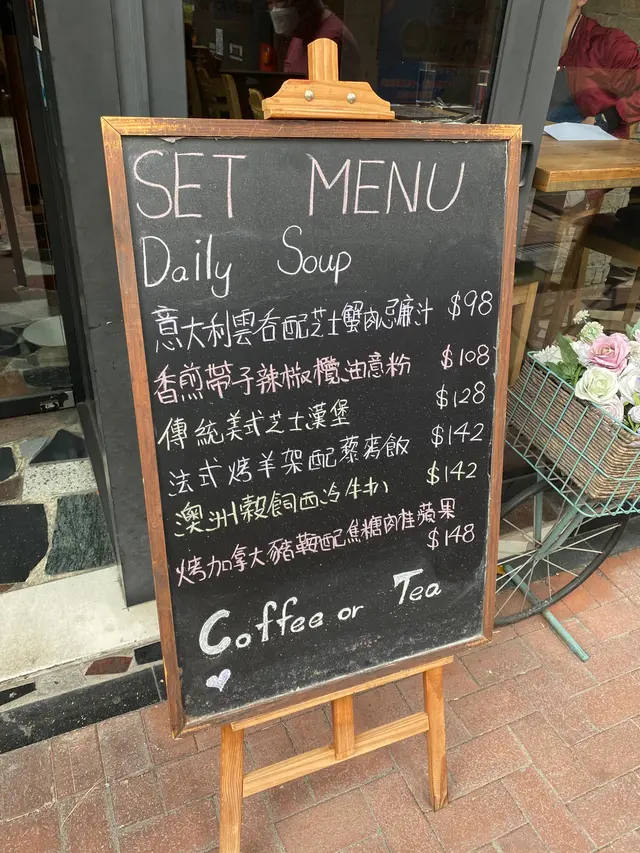 SET MENU
Daily Soup
意大利雲吞配芝士蟹肉忌廉汁 $98
香煎帶子辣椒欖油意粉 $108
傳統美式芝士漢堡 $128
法式烤羊架配藜麥飯 $142
澳洲穀飼西冷牛扒 $142
烤加拿大豬鞍配焦糖肉桂蘋果
$148
Coffee or Tea